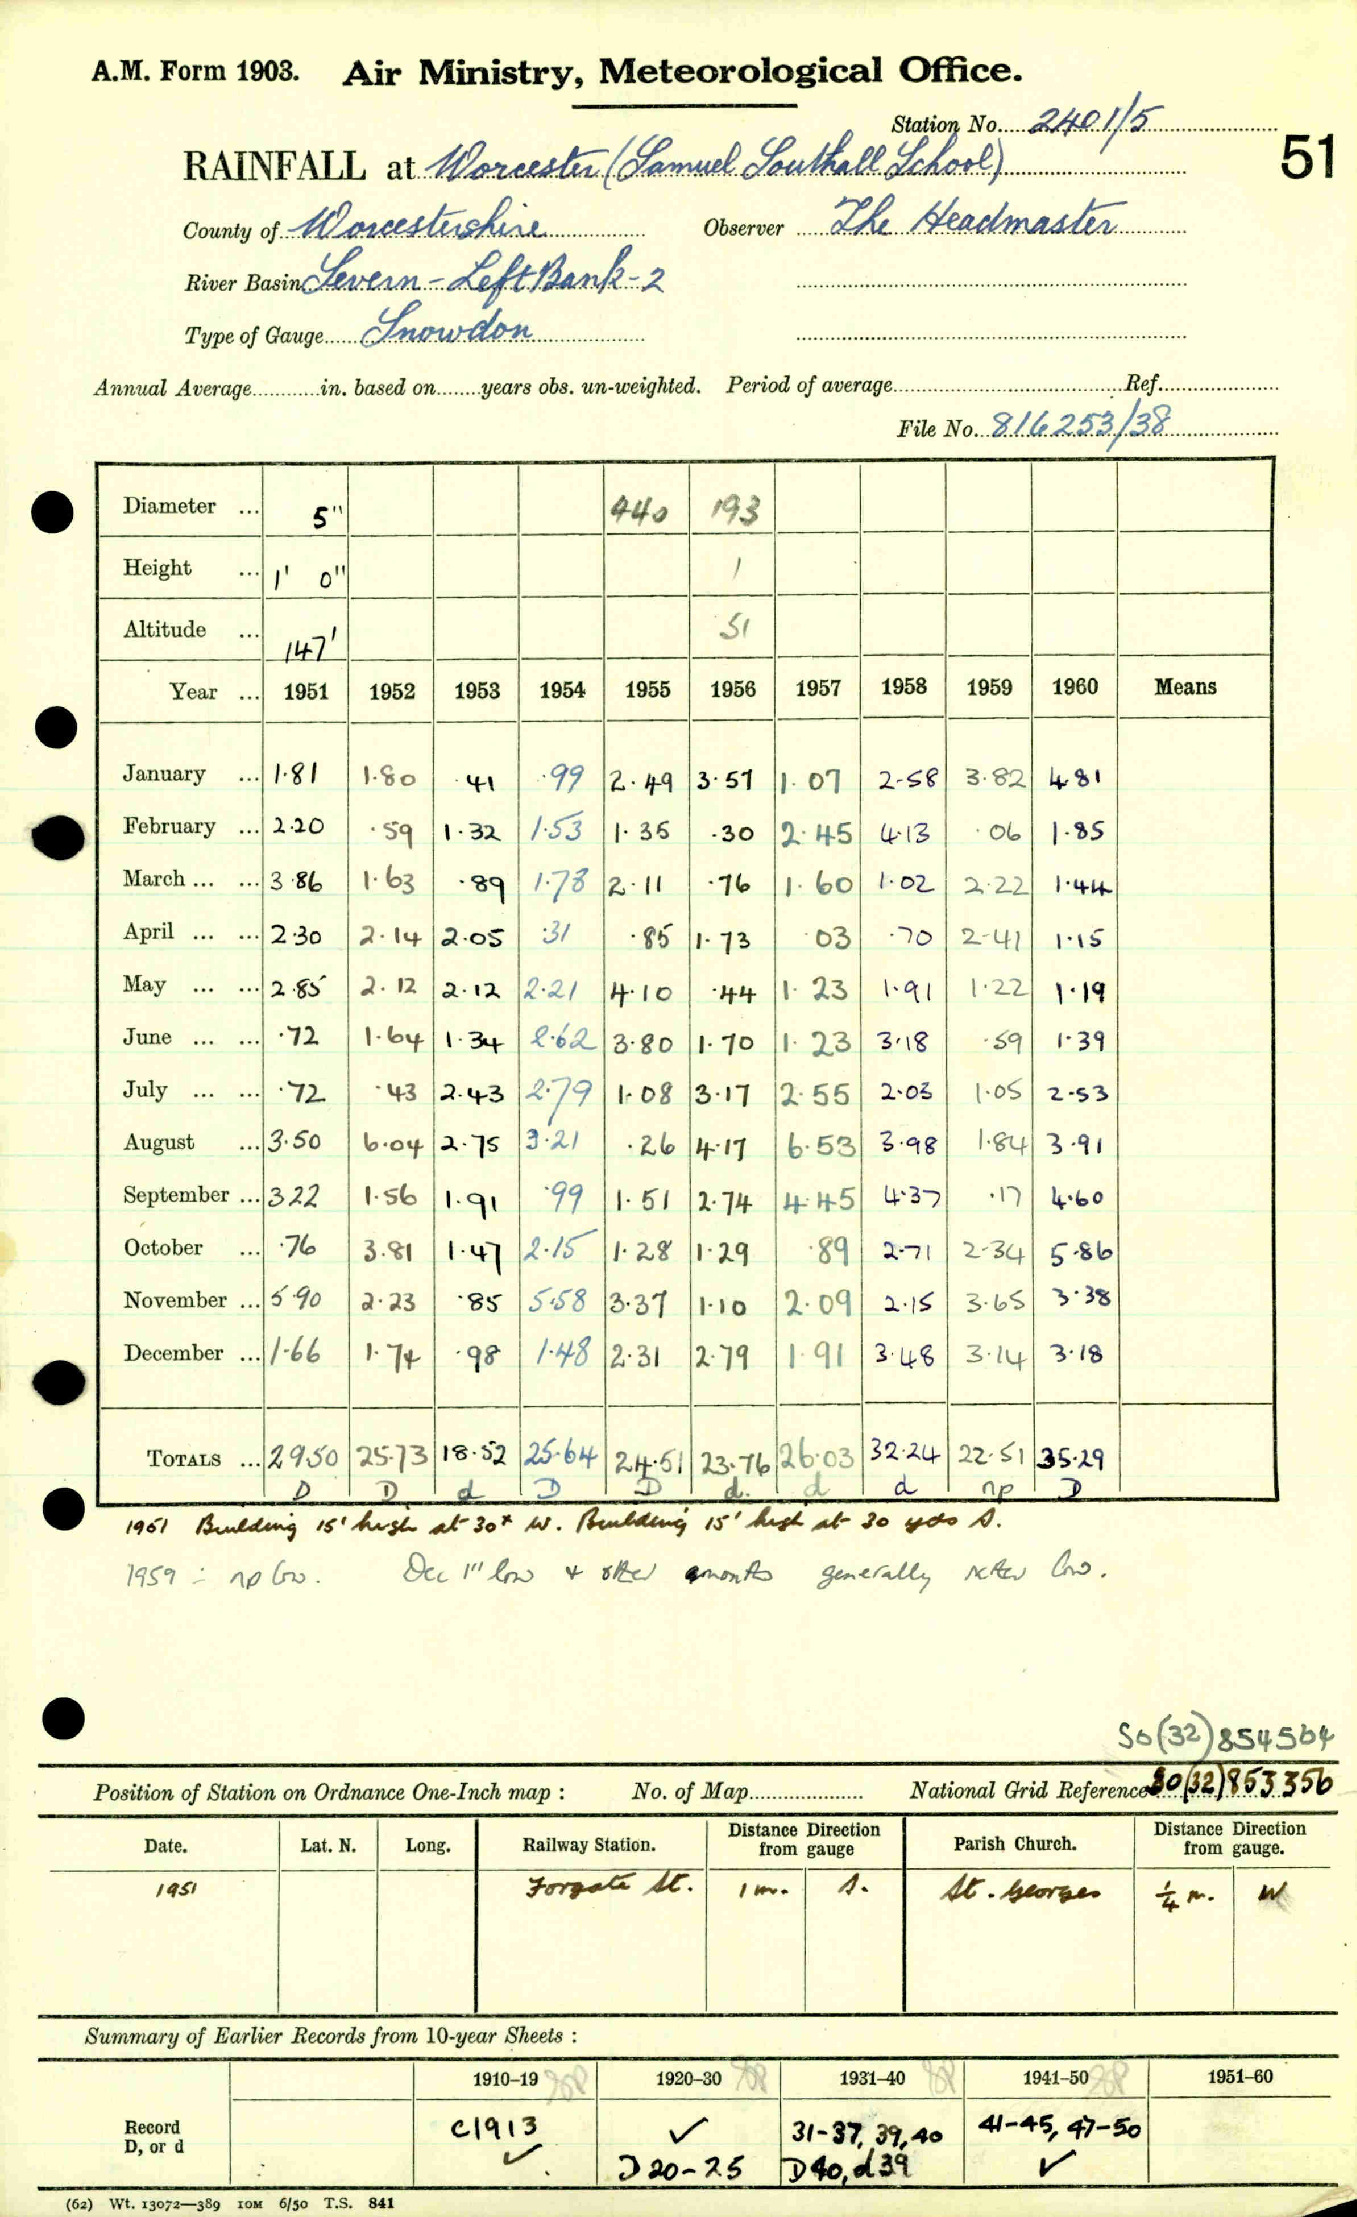 A.M. Form 1903. Air Ministry, Meteorological Office.
Station No. 2401/5
51
RAINFALL at Worcester (Samuel Southall School)
County of Worcestershire Observer The Headmaster
River Basin Severn - Left Bank - 2
Type of Gauge Snowdon
Annual Average in. based on years obs. un-weighted. Period of average Ref.
File No. 816253/38
Diameter ... 5" 440 193
Height ... 1' 0" 1
Altitude ... 147' 51
Year ... 1951 1952 1953 1954 1955 1956 1957 1958 1959 1960 Means
January ... 1.81 1.80 .41 .99 2.49 3.57 1.07 2.58 3.82 4.81
February ... 2.20 .59 1.32 1.53 1.35 .30 2.45 4.13 .06 1.85
March ... ... 3.86 1.63 .89 1.78 2.11 .76 1.60 1.02 2.22 1.44
April ... ... 2.30 2.14 2.05 .31 .85 1.73 03 .70 2.41 1.15
May ... ... 2.85 2.12 2.12 2.21 4.10 .44 1.23 1.91 1.22 1.19
June ... ... .72 1.64 1.34 2.62 3.80 1.70 1.23 3.18 .59 1.39
July ... ... .72 .43 2.43 2.79 1.08 3.17 2.55 2.03 1.05 2.53
August ... 3.50 6.04 2.75 3.21 .26 4.17 6.53 3.98 1.84 3.91
September ... 3.22 1.56 1.91 .99 1.51 2.74 4.45 4.37 .17 4.60
October ... .76 3.81 1.47 2.15 1.28 1.29 .89 2.71 2.34 5.86
November ... 5.90 2.23 .85 5.58 3.37 1.10 2.09 2.15 3.65 3.38
December ... 1.66 1.74 .98 1.48 2.31 2.79 1.91 3.48 3.14 3.18
TOTALS ... 29.50 25.73 18.52 25.64 24.51 23.76 26.03 32.24 22.51 35.29
D D d D D d. d d np D
1951 Building 15' high at 30x W. Building 15' high at 30 yds S.
1959 :- np low. Dec 1" low + other months generally rather low.
SO(32)854564
Position of Station on Ordnance One-Inch map : No. of Map National Grid Reference SO(32)853356
Date. Lat. N. Long. Railway Station. Distance Direction from gauge Parish Church. Distance Direction from gauge.
1951 Forgate St. 1 m. S. St. Georges 1/4 m. W
Summary of Earlier Records from 10-year Sheets :
1910–19 1920–30 1931–40 1941–50 1951–60
Record D, or d c1913 ✓ ✓ D20-25 31-37, 39, 40 D40, d39 41-45, 47-50 ✓
(62) Wt. 13072—389 10M 6/50 T.S. 841